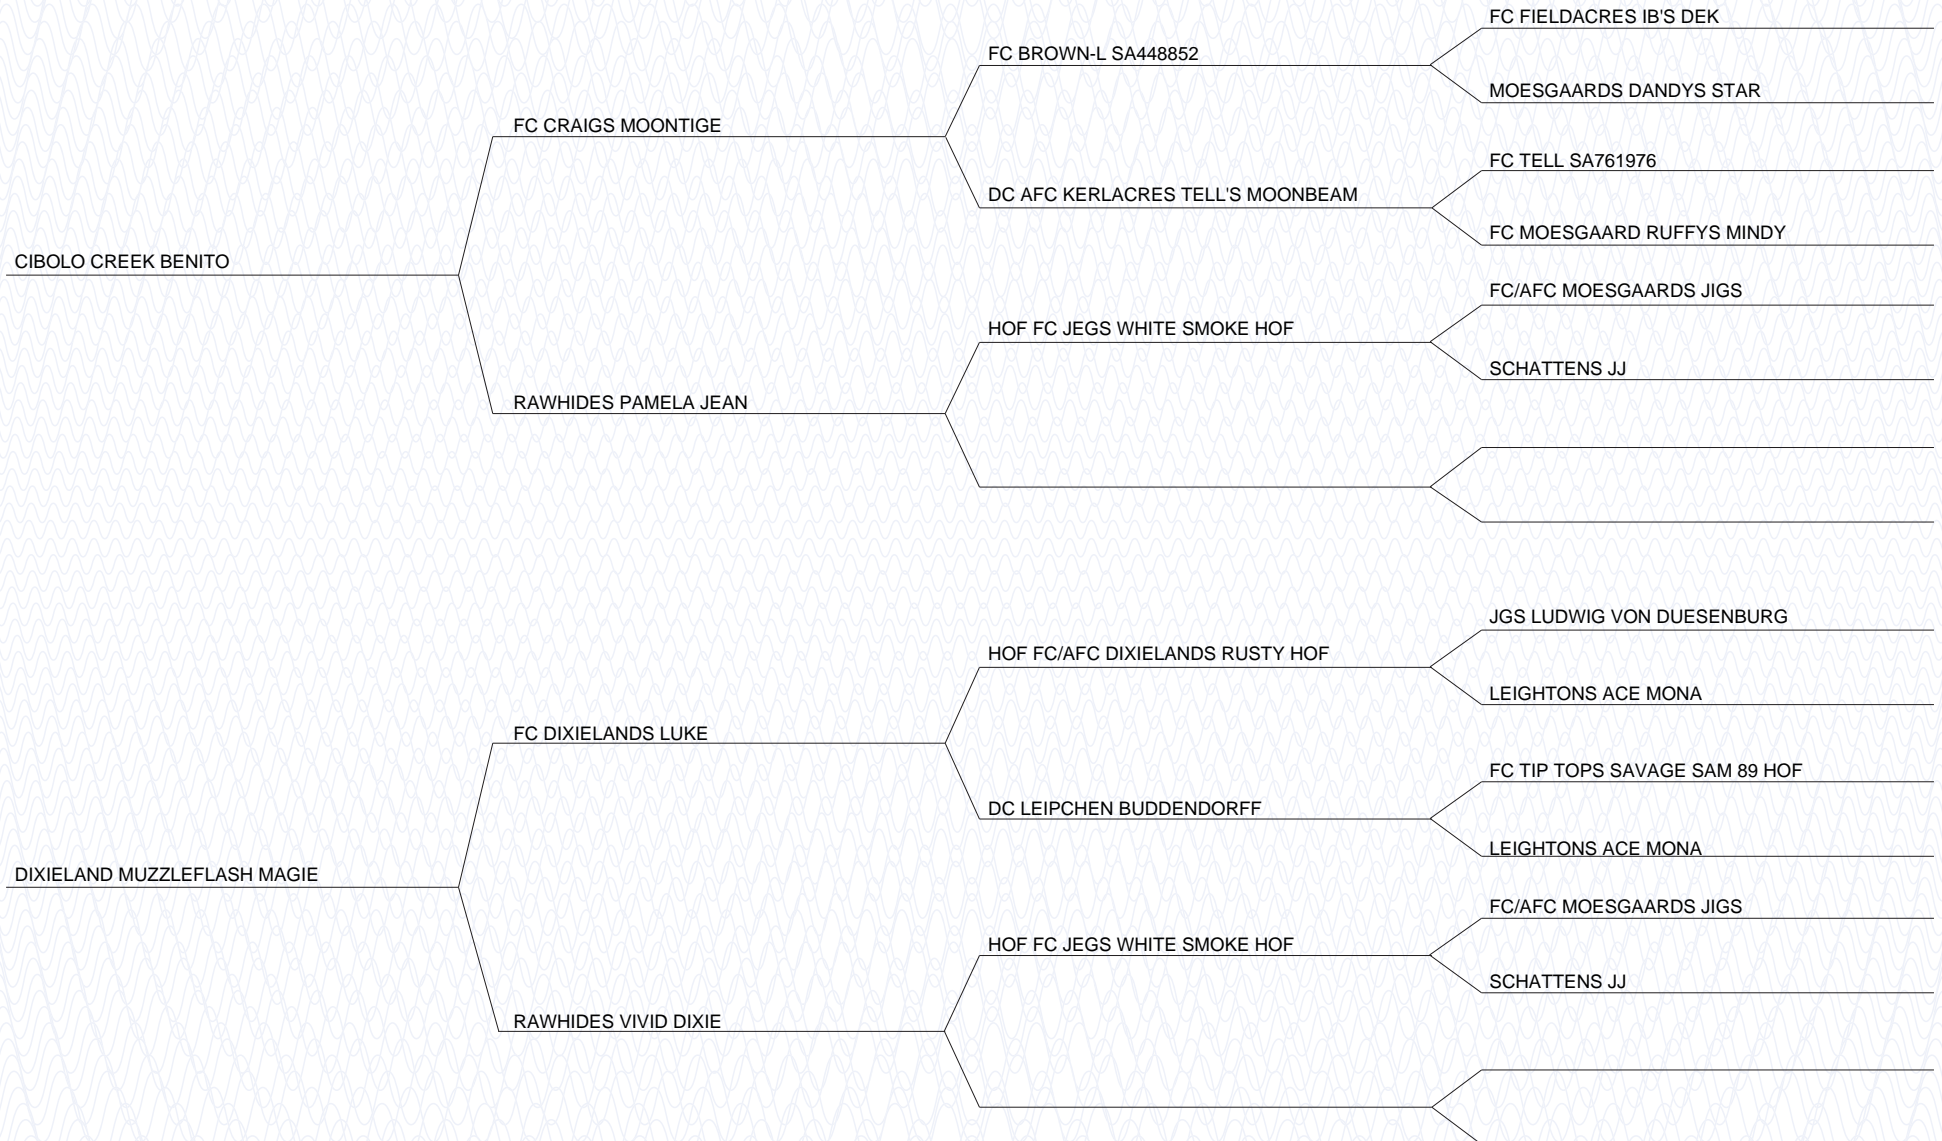 FC FIELDACRES IB'S DEK
FC BROWN-L SA448852
MOESGAARDS DANDYS STAR
FC CRAIGS MOONTIGE
FC TELL SA761976
DC AFC KERLACRES TELL'S MOONBEAM
FC MOESGAARD RUFFYS MINDY
CIBOLO CREEK BENITO
FC/AFC MOESGAARDS JIGS
HOF FC JEGS WHITE SMOKE HOF
SCHATTENS JJ
RAWHIDES PAMELA JEAN
JGS LUDWIG VON DUESENBURG
HOF FC/AFC DIXIELANDS RUSTY HOF
LEIGHTONS ACE MONA
FC DIXIELANDS LUKE
FC TIP TOPS SAVAGE SAM 89 HOF
DC LEIPCHEN BUDDENDORFF
LEIGHTONS ACE MONA
DIXIELAND MUZZLEFLASH MAGIE
FC/AFC MOESGAARDS JIGS
HOF FC JEGS WHITE SMOKE HOF
SCHATTENS JJ
RAWHIDES VIVID DIXIE